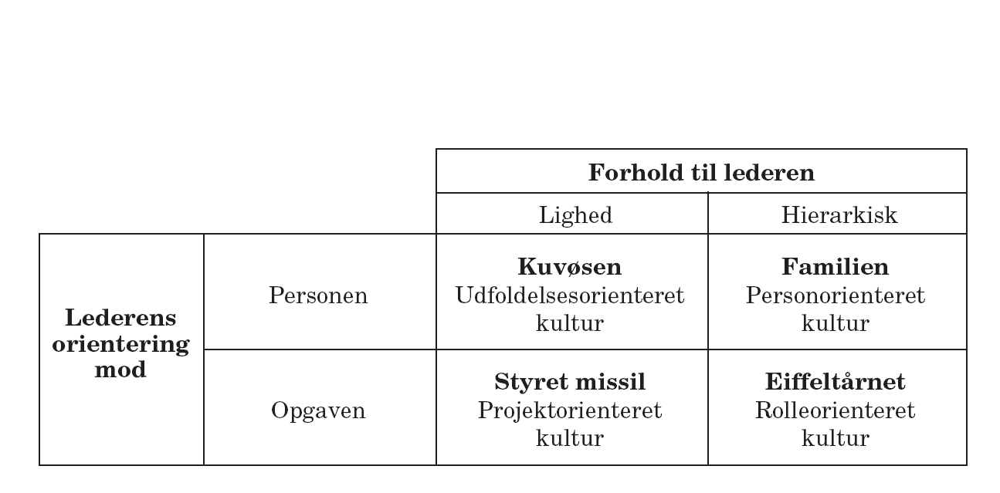 Forhold til lederen
Lighed
Hierarkisk
Lederens
orientering
mod
Personen
Kuvøsen
Udfoldelsesorienteret
kultur
Familien
Personorienteret
kultur
Opgaven
Styret missil
Projektorienteret
kultur
Eiffeltårnet
Rolleorienteret
kultur